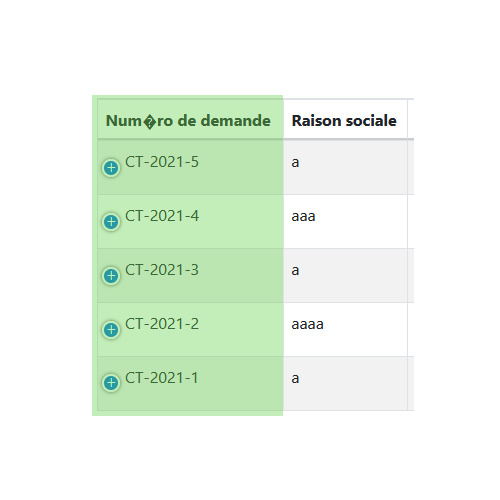 Num�ro de demande Raison sociale
CT-2021-5 a
CT-2021-4 aaa
CT-2021-3 a
CT-2021-2 aaaa
CT-2021-1 a